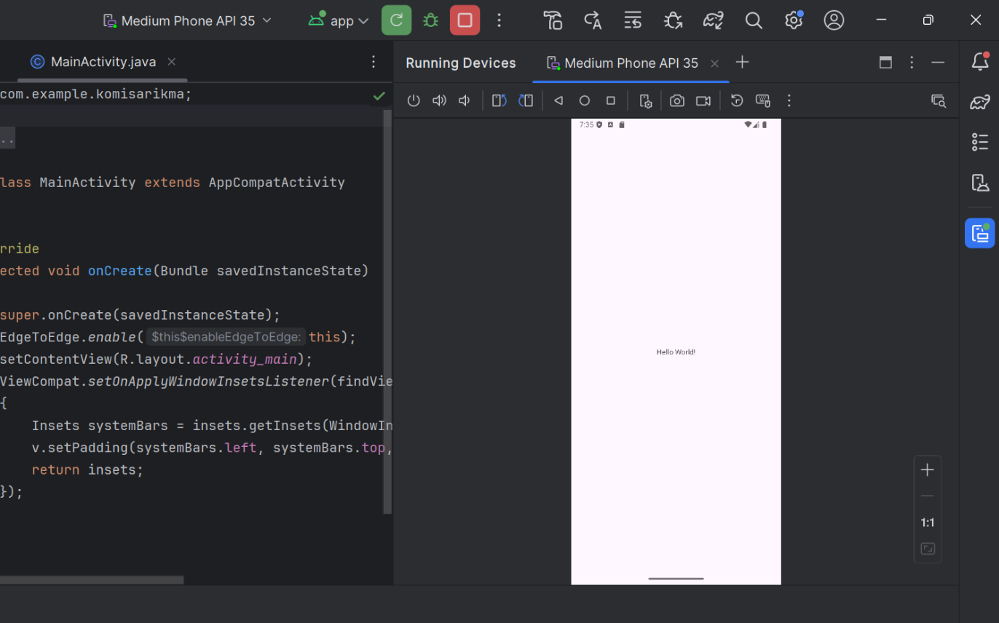 Medium Phone API 35
app
MainActivity.java
Running Devices
Medium Phone API 35
com.example.komisarikma;
..
lass MainActivity extends AppCompatActivity
rride
ected void onCreate(Bundle savedInstanceState)
super.onCreate(savedInstanceState);
EdgeToEdge.enable( $this$enableEdgeToEdge: this);
setContentView(R.layout.activity_main);
ViewCompat.setOnApplyWindowInsetsListener(findVie
{
Insets systemBars = insets.getInsets(WindowIn
v.setPadding(systemBars.left, systemBars.top,
return insets;
});
7:35
Hello World!
1:1